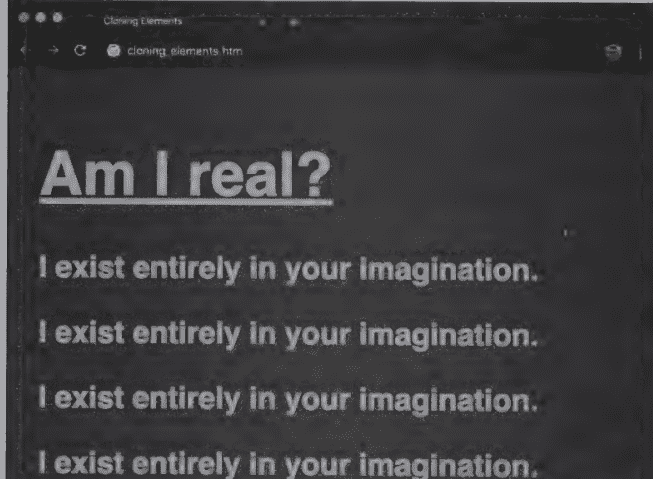 Cloning Elements
cloning_elements.htm
Am I real?
I exist entirely in your imagination.
I exist entirely in your imagination.
I exist entirely in your imagination.
I exist entirely in your imagination.